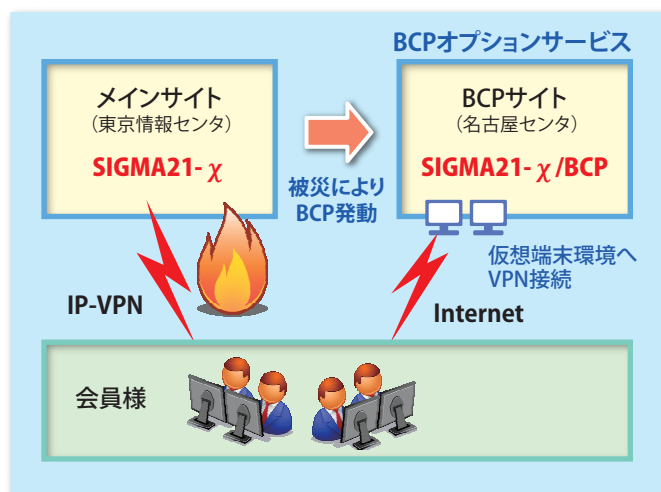 BCPオプションサービス
メインサイト
（東京情報センタ）
SIGMA21-χ
被災により
BCP発動
BCPサイト
（名古屋センタ）
SIGMA21-χ/BCP
仮想端末環境へ
VPN接続
IP-VPN
Internet
会員様